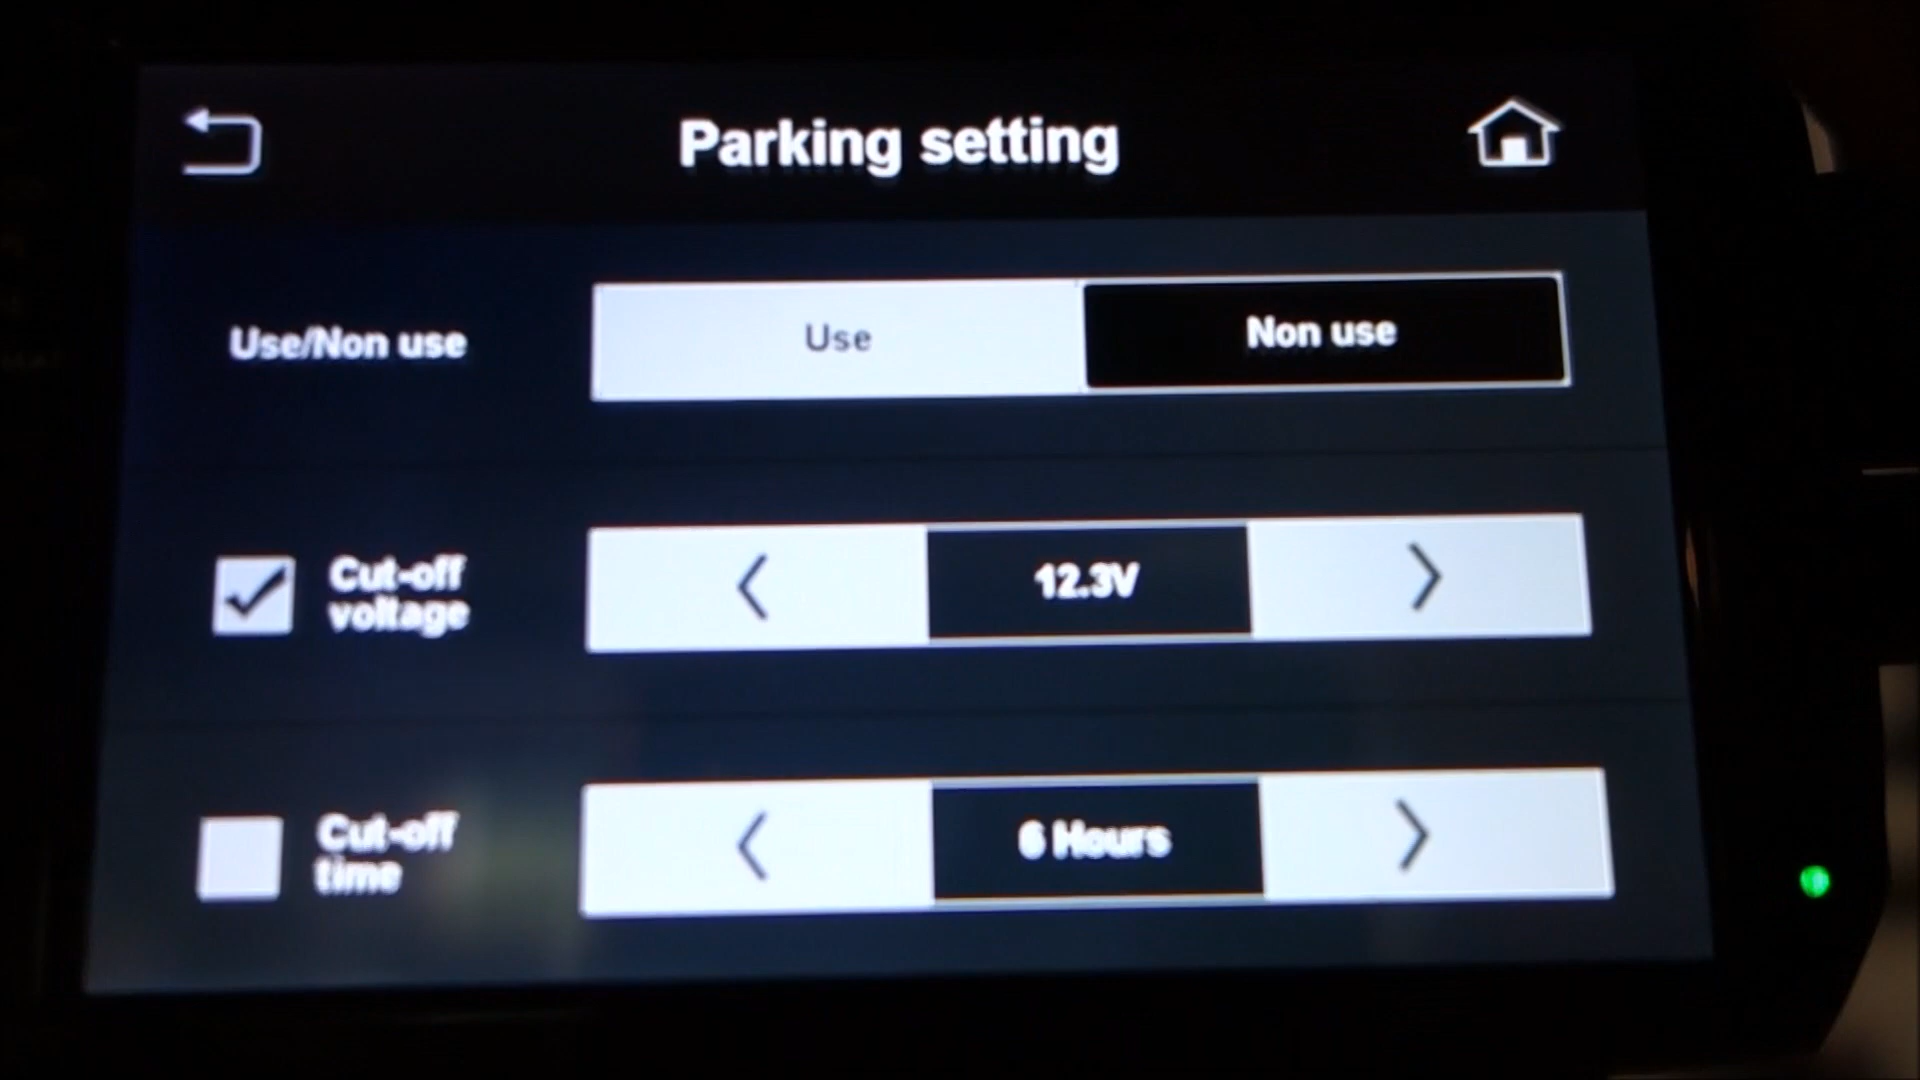 Parking setting
Use/Non use
Use
Non use
Cut-off
voltage
12.3V
Cut-off
time
6 Hours